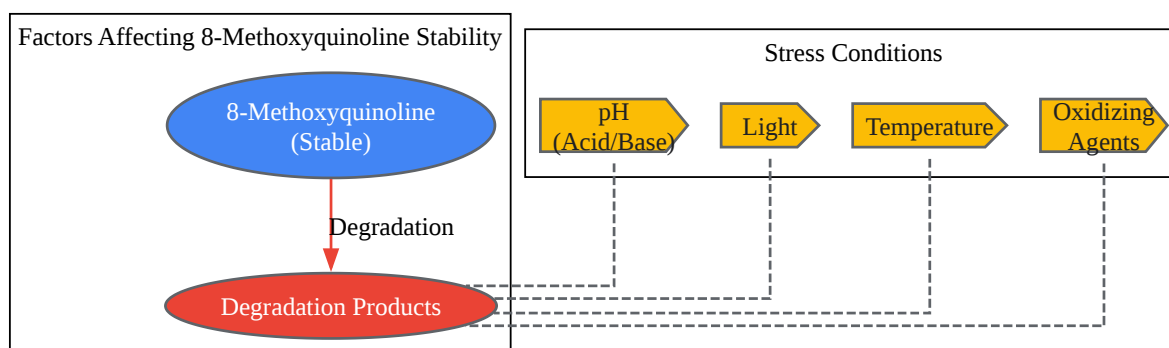 Factors Affecting 8-Methoxyquinoline Stability
8-Methoxyquinoline
(Stable)
Degradation
Degradation Products
Stress Conditions
pH
(Acid/Base)
Light
Temperature
Oxidizing
Agents